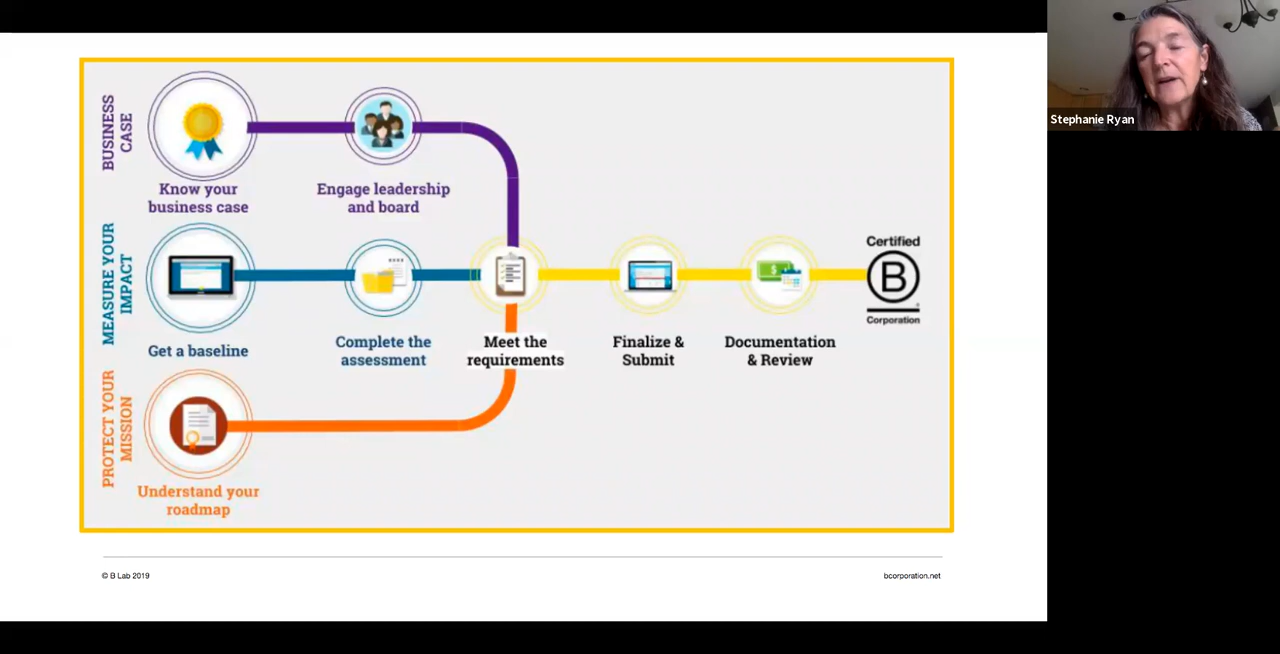 BUSINESS
CASE
Know your
business case
Engage leadership
and board
MEASURE YOUR
IMPACT
Get a baseline
Complete the
assessment
Meet the
requirements
Finalize &
Submit
Documentation
& Review
Certified
B
Corporation
PROTECT YOUR
MISSION
Understand your
roadmap
© B Lab 2019
bcorporation.net
Stephanie Ryan